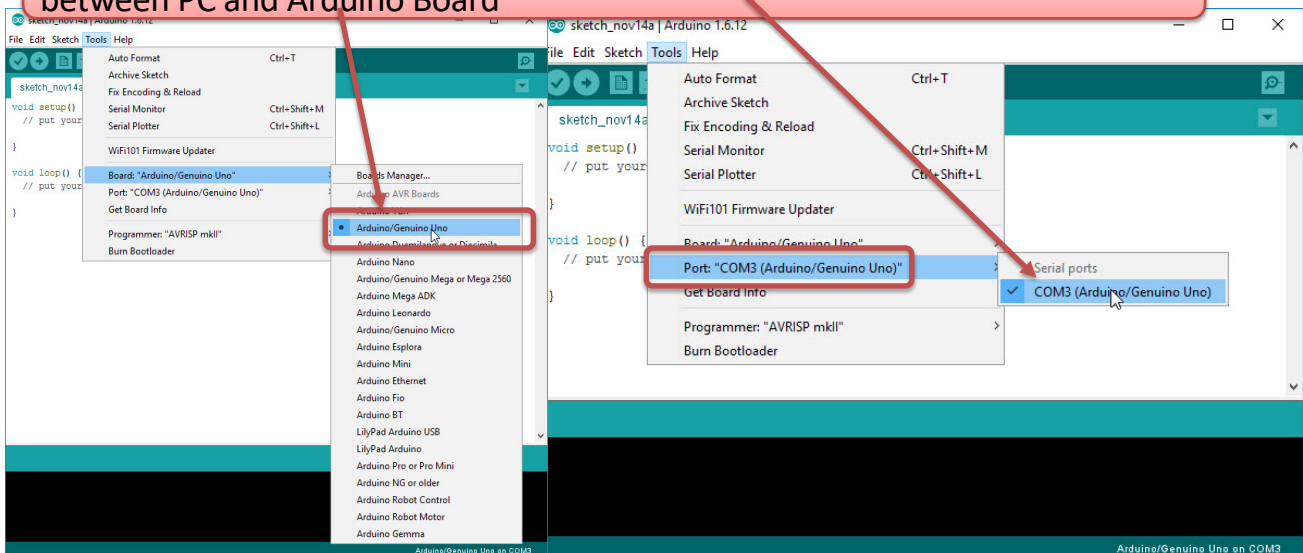 between PC and Arduino Board
sketch_nov14a | Arduino 1.6.12
File Edit Sketch Tools Help
sketch_nov14a
Auto Format Ctrl+T
Archive Sketch
Fix Encoding & Reload
Serial Monitor Ctrl+Shift+M
Serial Plotter Ctrl+Shift+L
WiFi101 Firmware Updater
Board: "Arduino/Genuino Uno"
Port: "COM3 (Arduino/Genuino Uno)"
Get Board Info
Programmer: "AVRISP mkII"
Burn Bootloader
void setup()
// put your
}
void loop() {
// put your
}
Boards Manager...
Arduino AVR Boards
Arduino Yún
Arduino/Genuino Uno
Arduino Duemilanove or Diecimila
Arduino Nano
Arduino/Genuino Mega or Mega 2560
Arduino Mega ADK
Arduino Leonardo
Arduino/Genuino Micro
Arduino Esplora
Arduino Mini
Arduino Ethernet
Arduino Fio
Arduino BT
LilyPad Arduino USB
LilyPad Arduino
Arduino Pro or Pro Mini
Arduino NG or older
Arduino Robot Control
Arduino Robot Motor
Arduino Gemma
Arduino/Genuino Uno on COM3
sketch_nov14a | Arduino 1.6.12
File Edit Sketch Tools Help
sketch_nov14a
Auto Format Ctrl+T
Archive Sketch
Fix Encoding & Reload
Serial Monitor Ctrl+Shift+M
Serial Plotter Ctrl+Shift+L
WiFi101 Firmware Updater
Board: "Arduino/Genuino Uno"
Port: "COM3 (Arduino/Genuino Uno)"
Get Board Info
Programmer: "AVRISP mkII"
Burn Bootloader
void setup()
// put your
}
void loop() {
// put your
}
Serial ports
COM3 (Arduino/Genuino Uno)
Arduino/Genuino Uno on COM3